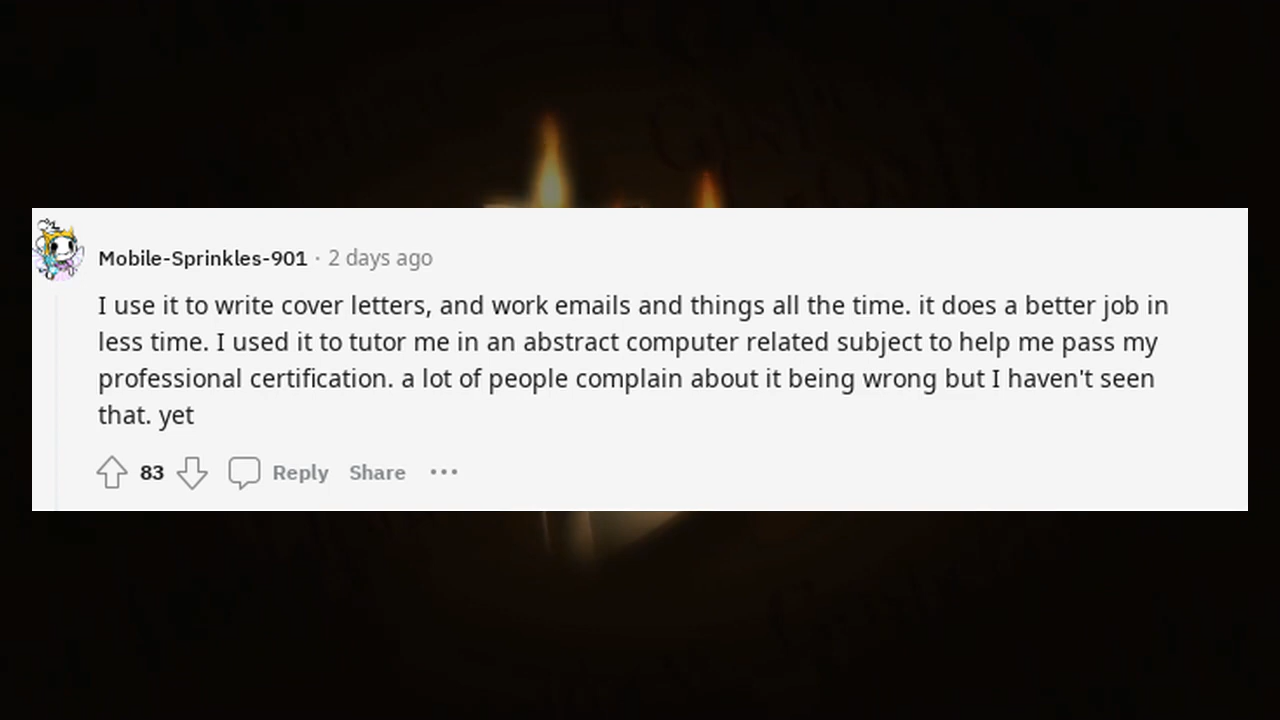 Mobile-Sprinkles-901 · 2 days ago
I use it to write cover letters, and work emails and things all the time. it does a better job in
less time. I used it to tutor me in an abstract computer related subject to help me pass my
professional certification. a lot of people complain about it being wrong but I haven't seen
that. yet
83 Reply Share •••